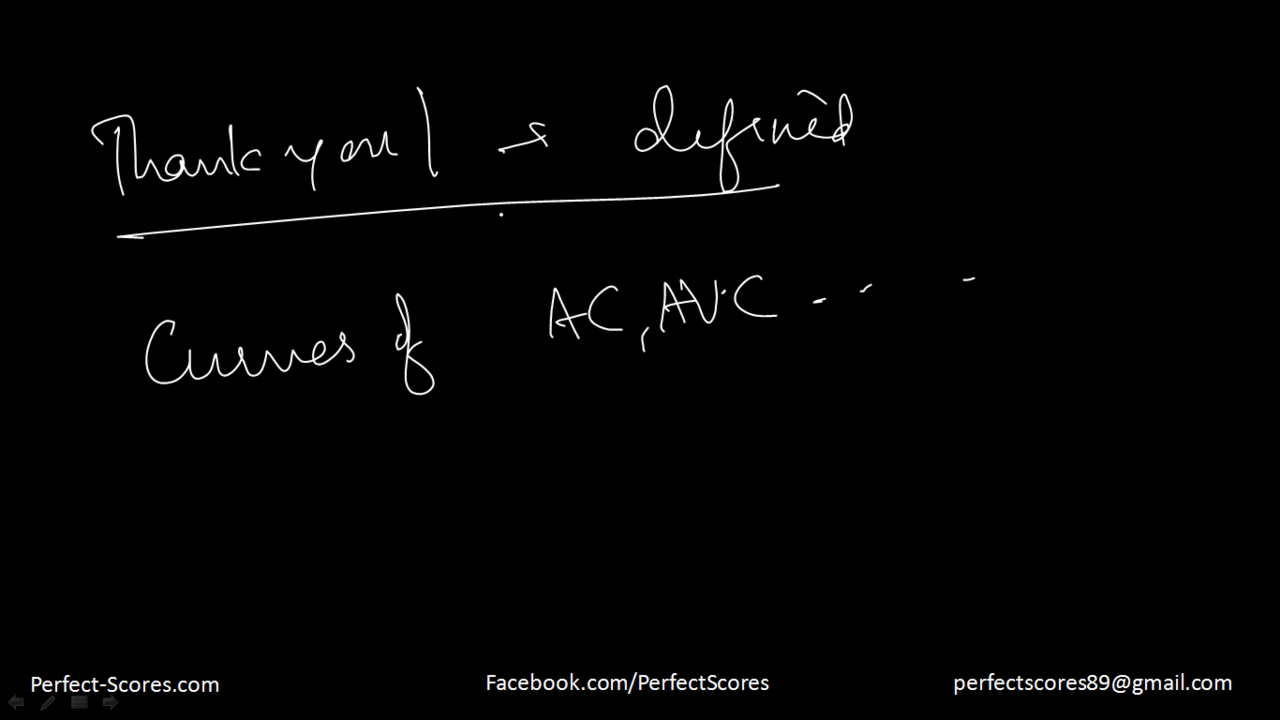 Thank you! → defined
Curves of AC, AVC - - -
Perfect-Scores.com Facebook.com/PerfectScores perfectscores89@gmail.com